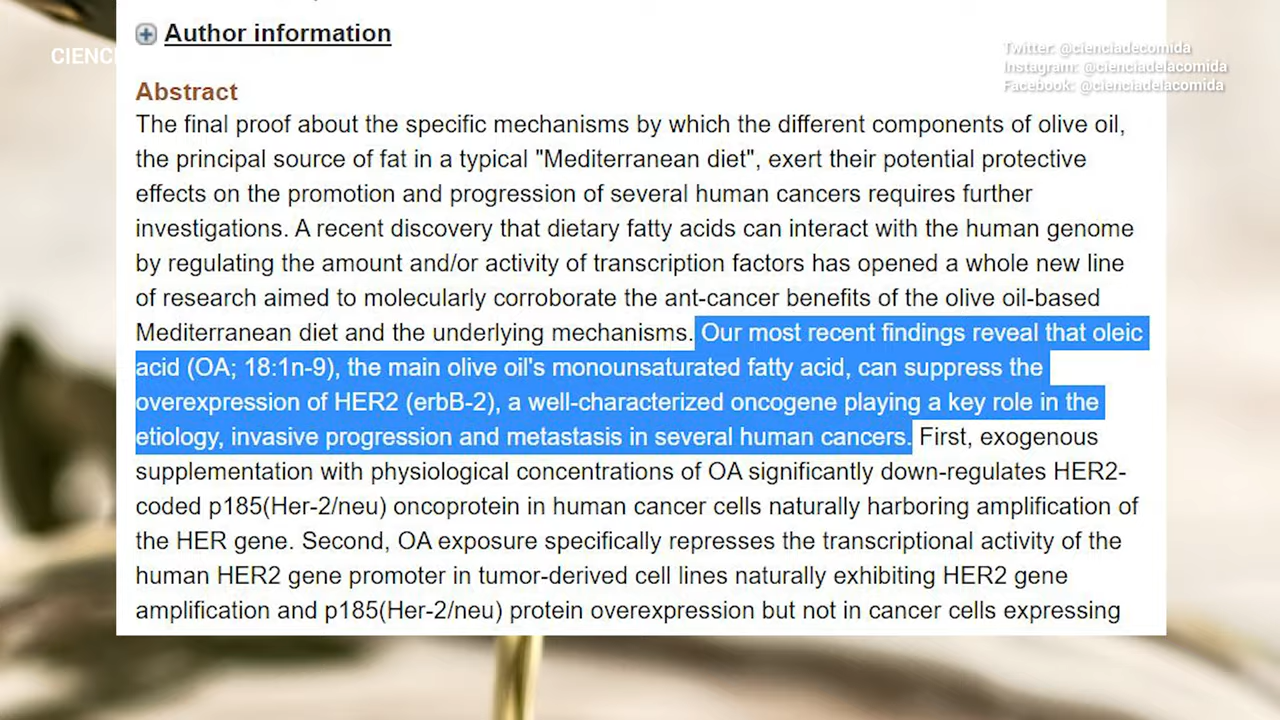 CIENCI
Twitter: @cienciadecomida
Instagram: @cienciadelacomida
Facebook: @cienciadelacomida
Author information
Abstract
The final proof about the specific mechanisms by which the different components of olive oil,
the principal source of fat in a typical "Mediterranean diet", exert their potential protective
effects on the promotion and progression of several human cancers requires further
investigations. A recent discovery that dietary fatty acids can interact with the human genome
by regulating the amount and/or activity of transcription factors has opened a whole new line
of research aimed to molecularly corroborate the ant-cancer benefits of the olive oil-based
Mediterranean diet and the underlying mechanisms. Our most recent findings reveal that oleic
acid (OA; 18:1n-9), the main olive oil's monounsaturated fatty acid, can suppress the
overexpression of HER2 (erbB-2), a well-characterized oncogene playing a key role in the
etiology, invasive progression and metastasis in several human cancers. First, exogenous
supplementation with physiological concentrations of OA significantly down-regulates HER2-
coded p185(Her-2/neu) oncoprotein in human cancer cells naturally harboring amplification of
the HER gene. Second, OA exposure specifically represses the transcriptional activity of the
human HER2 gene promoter in tumor-derived cell lines naturally exhibiting HER2 gene
amplification and p185(Her-2/neu) protein overexpression but not in cancer cells expressing